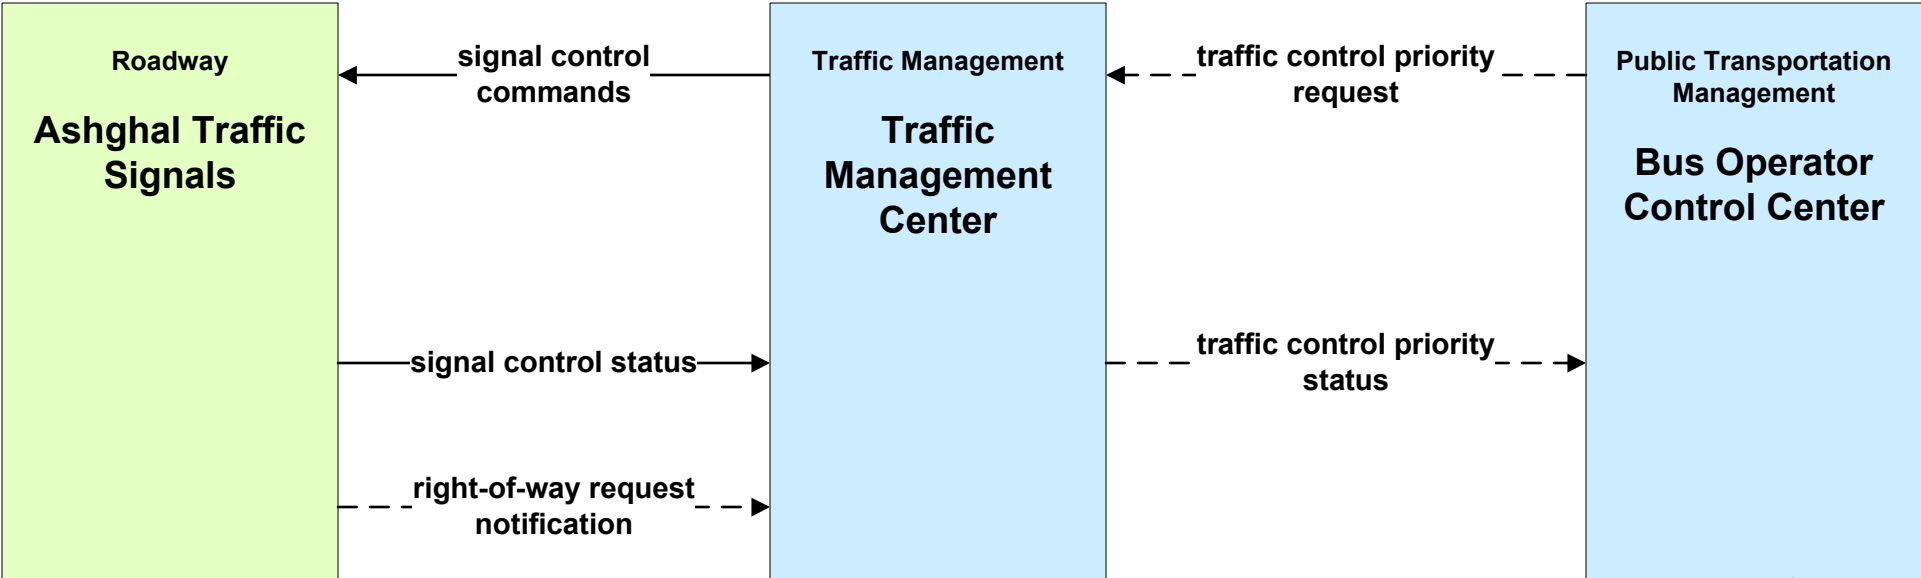 Roadway
Ashghal Traffic
Signals
signal control
commands
Traffic Management
Traffic
Management
Center
traffic control priority
request
Public Transportation
Management
Bus Operator
Control Center
signal control status
traffic control priority
status
right-of-way request
notification